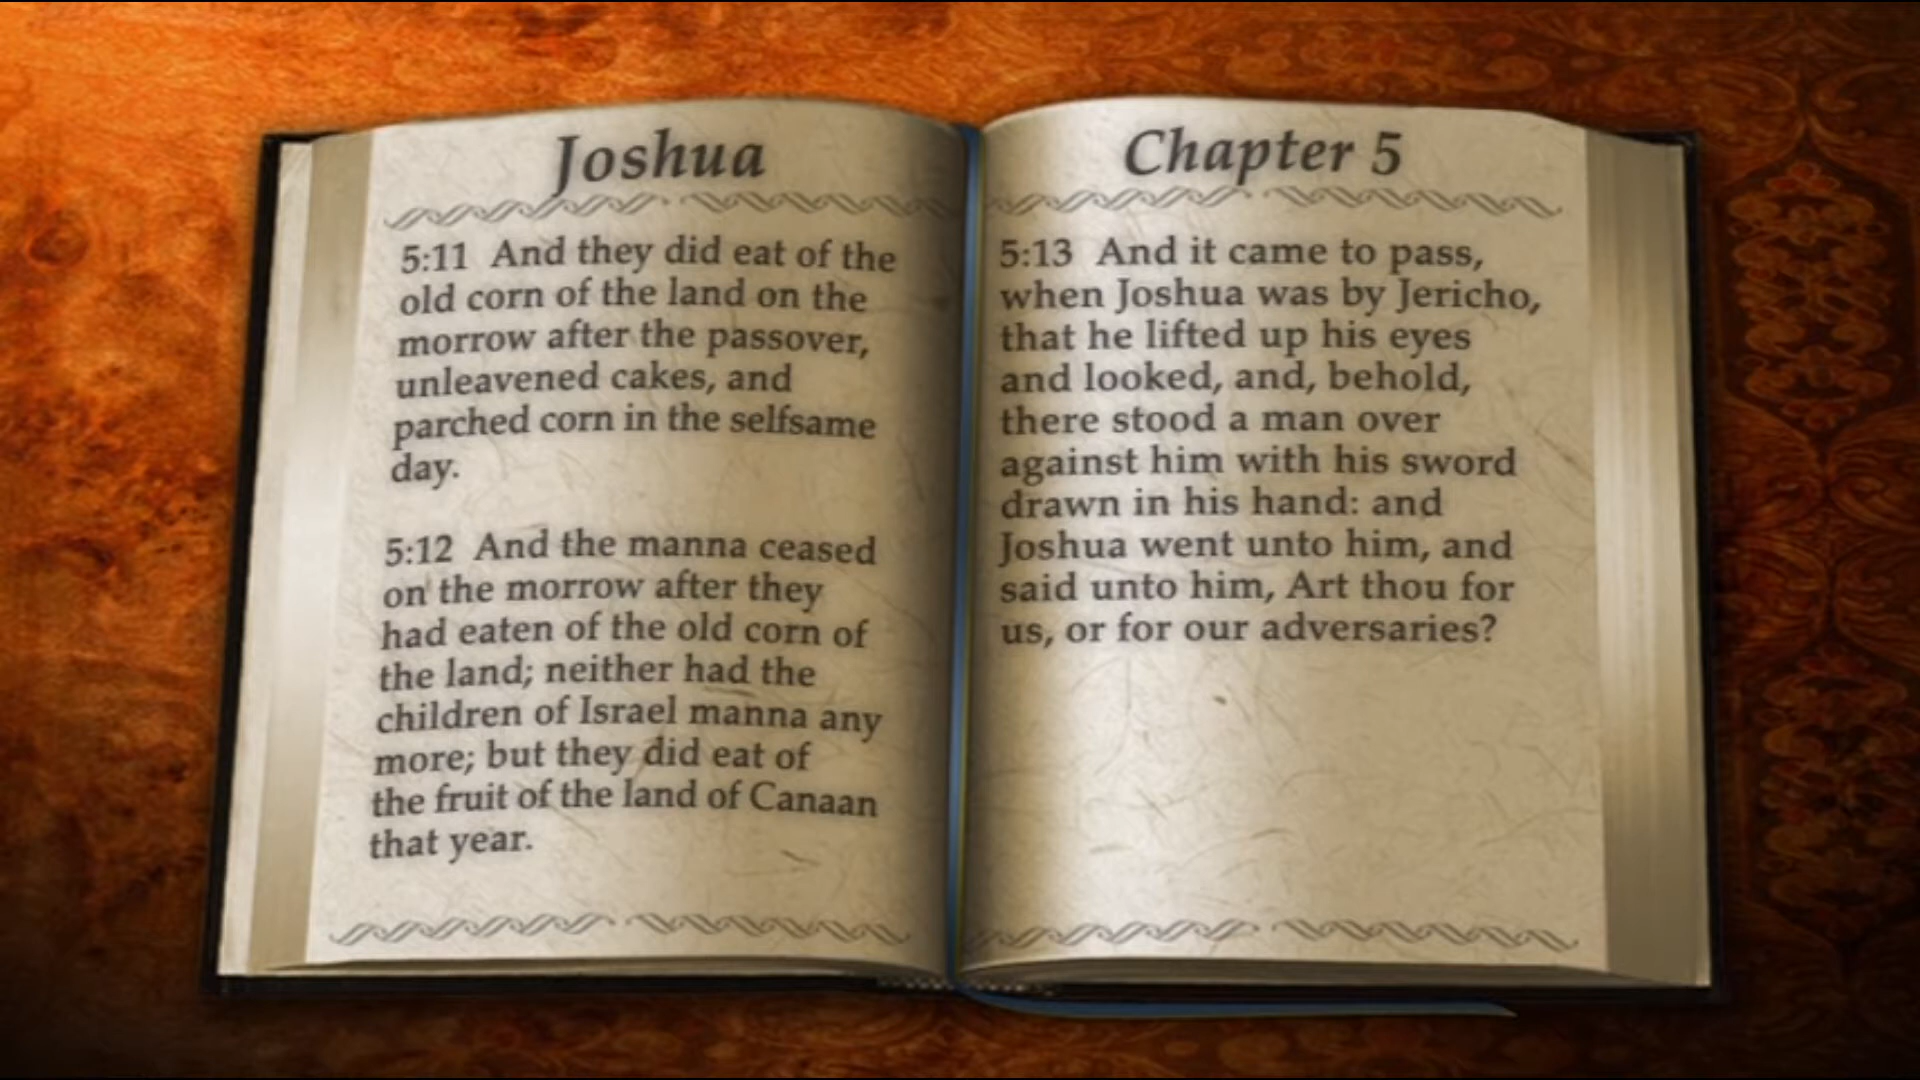 Joshua
5:11 And they did eat of the
old corn of the land on the
morrow after the passover,
unleavened cakes, and
parched corn in the selfsame
day.
5:12 And the manna ceased
on the morrow after they
had eaten of the old corn of
the land; neither had the
children of Israel manna any
more; but they did eat of
the fruit of the land of Canaan
that year.
Chapter 5
5:13 And it came to pass,
when Joshua was by Jericho,
that he lifted up his eyes
and looked, and, behold,
there stood a man over
against him with his sword
drawn in his hand: and
Joshua went unto him, and
said unto him, Art thou for
us, or for our adversaries?